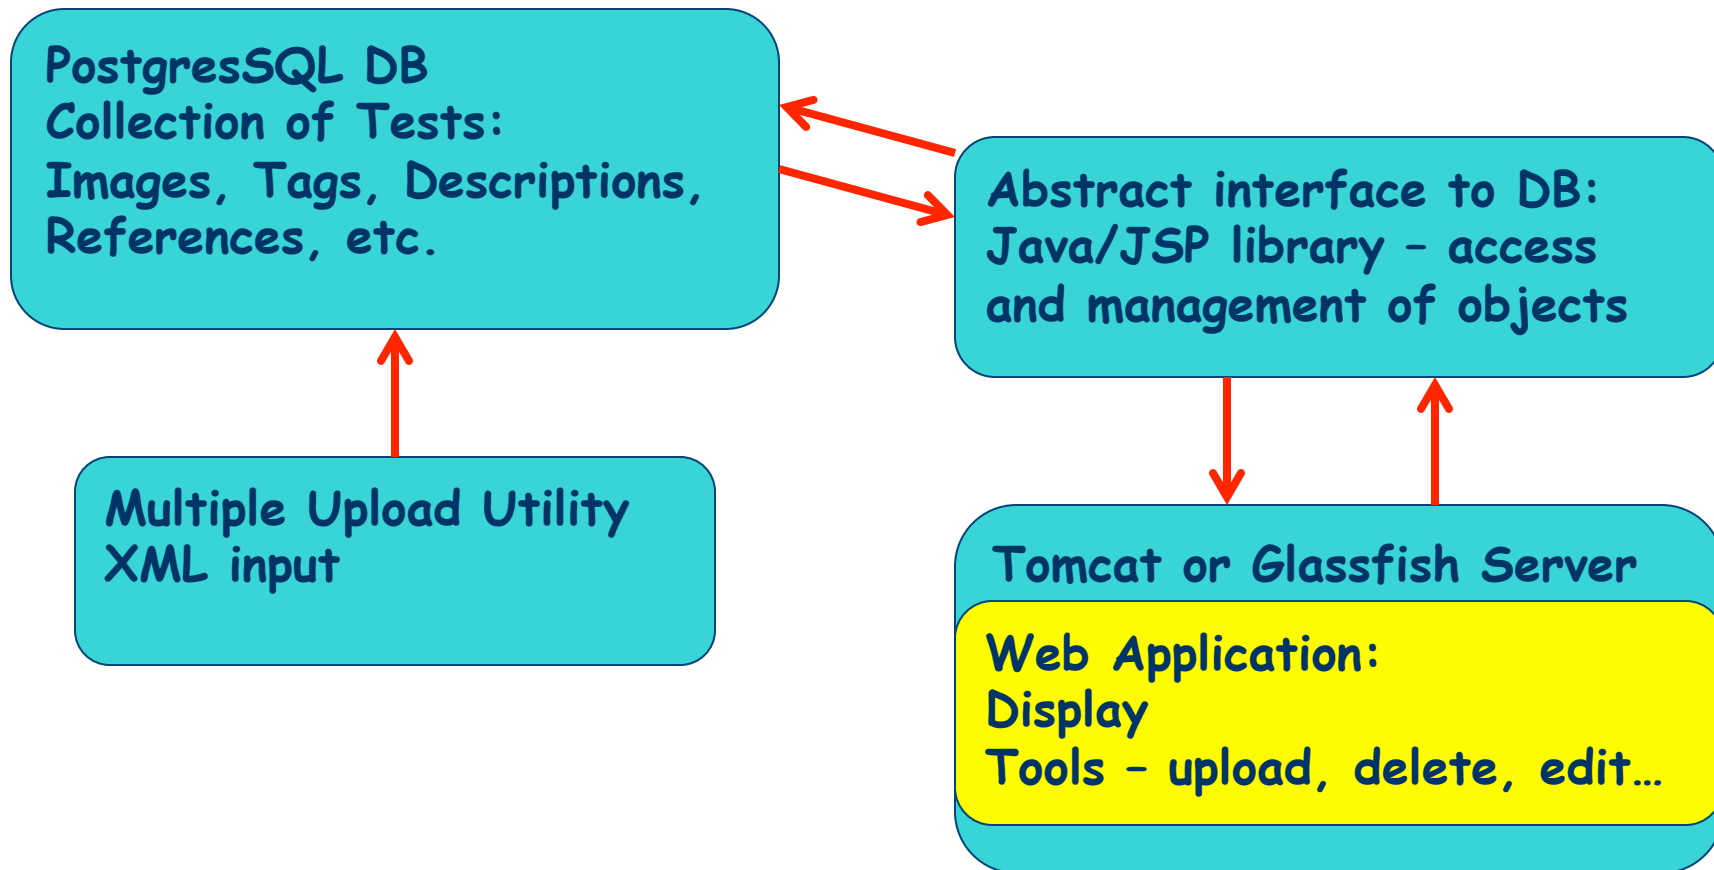 PostgresSQL DB
Collection of Tests:
Images, Tags, Descriptions,
References, etc.
Abstract interface to DB:
Java/JSP library – access
and management of objects
Multiple Upload Utility
XML input
Tomcat or Glassfish Server
Web Application:
Display
Tools – upload, delete, edit…